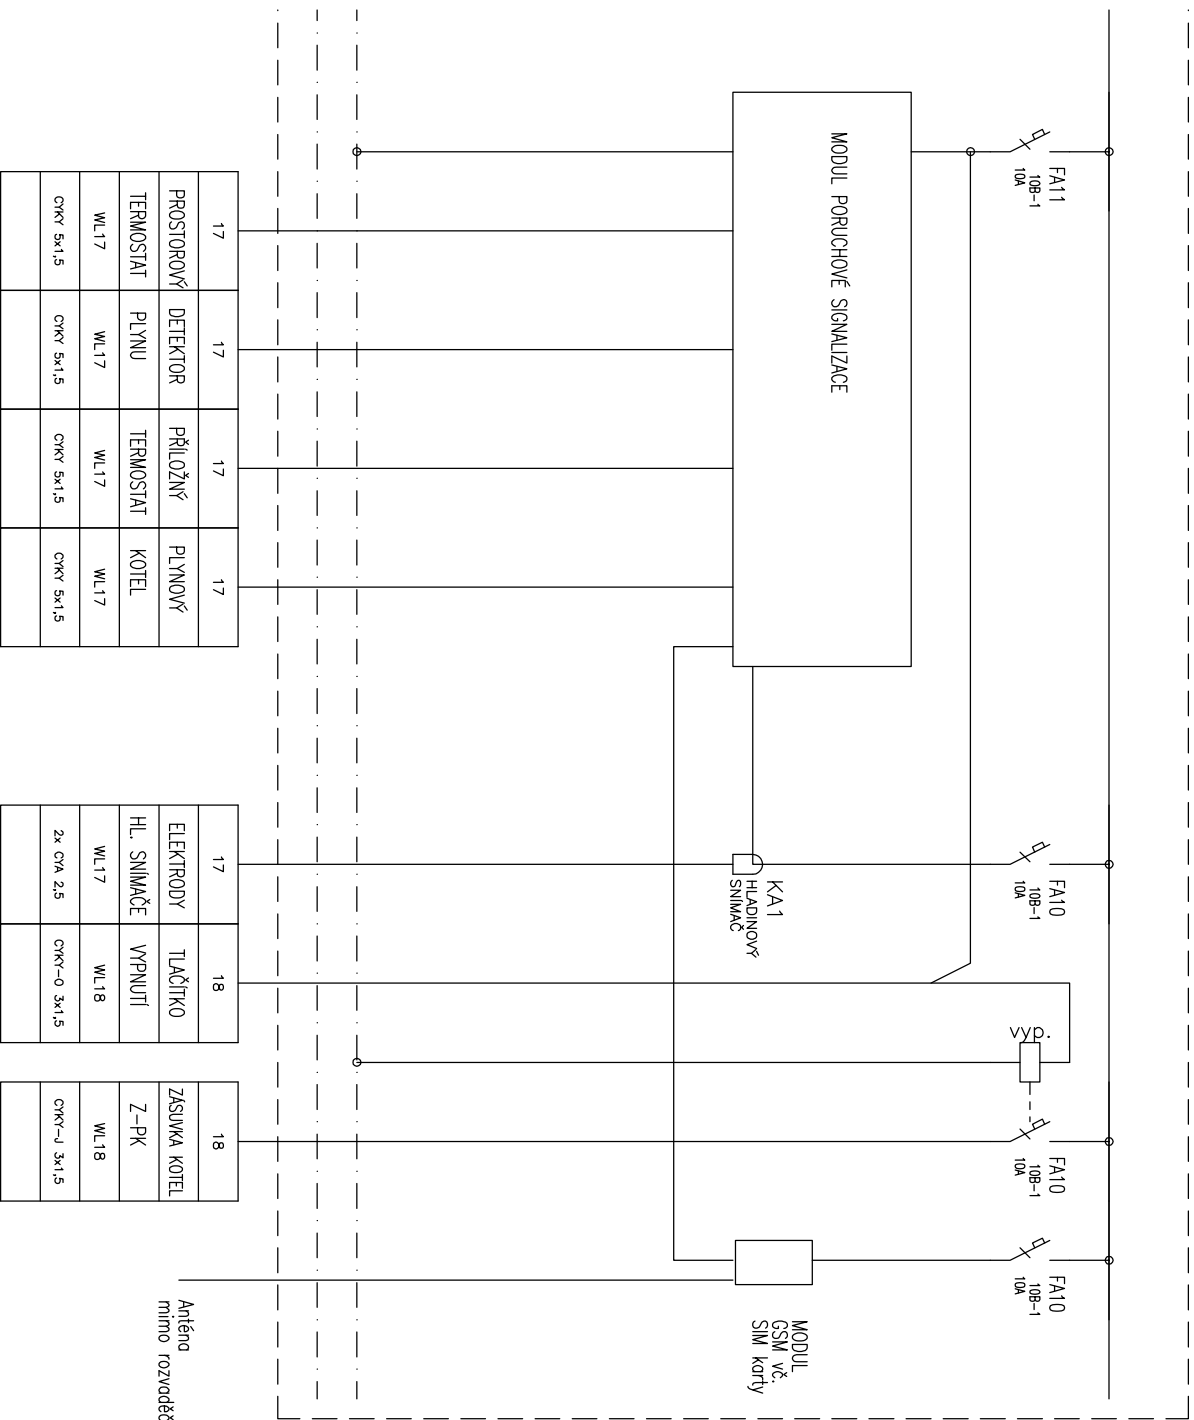 FA11
10B-1
10A
FA10
10B-1
10A
vyp.
FA10
10B-1
10A
FA10
10B-1
10A
MODUL PORUCHOVÉ SIGNALIZACE
KA1
HLADINOVÝ
SNÍMAČ
MODUL
GSM vč.
SIM karty
17
PROSTOROVÝ
TERMOSTAT
WL17
CYKY 5x1,5
17
DETEKTOR
PLYNU
WL17
CYKY 5x1,5
17
PŘÍLOŽNÝ
TERMOSTAT
WL17
CYKY 5x1,5
17
PLYNOVÝ
KOTEL
WL17
CYKY 5x1,5
17
ELEKTRODY
HL. SNÍMAČE
WL17
2x CYA 2,5
18
TLAČÍTKO
VYPNUTÍ
WL18
CYKY-O 3x1,5
18
ZÁSUVKA KOTEL
Z-PK
WL18
CYKY-J 3x1,5
Anténa
mimo rozvaděč